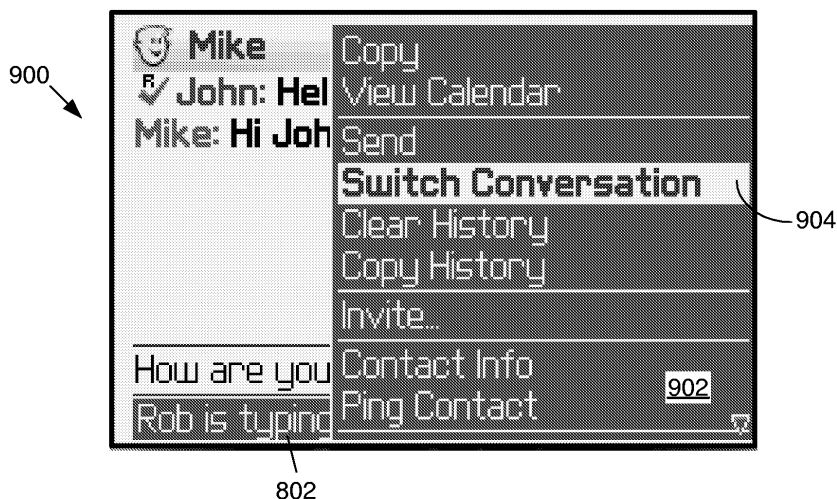 900
Mike
R John: Hel
Mike: Hi Joh
How are you
Rob is typing
Copy
View Calendar
Send
Switch Conversation
Clear History
Copy History
Invite...
Contact Info
Ping Contact
902
904
802